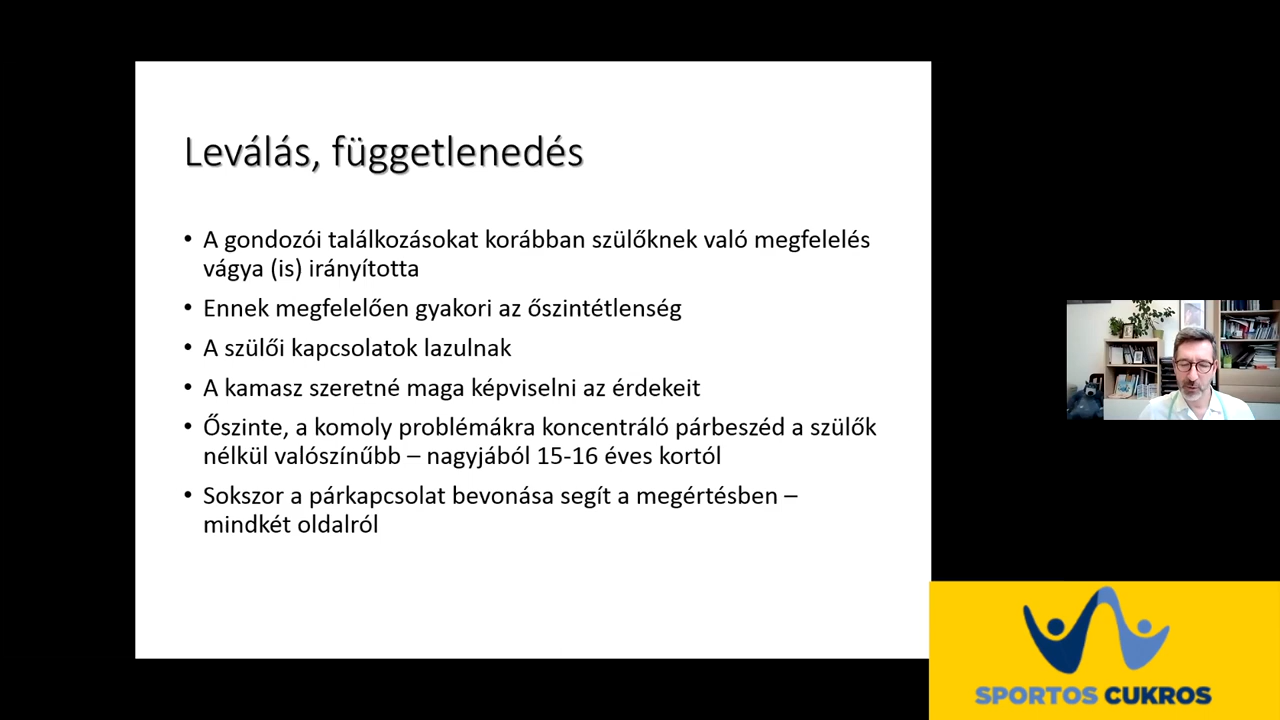 Leválás, függetlenedés
• A gondozói találkozásokat korábban szülőknek való megfelelés
vágya (is) irányította
• Ennek megfelelően gyakori az őszintétlenség
• A szülői kapcsolatok lazulnak
• A kamasz szeretné maga képviselni az érdekeit
• Őszinte, a komoly problémákra koncentráló párbeszéd a szülők
nélkül valószínűbb – nagyjából 15-16 éves kortól
• Sokszor a párkapcsolat bevonása segít a megértésben –
mindkét oldalról
SPORTOS CUKROS